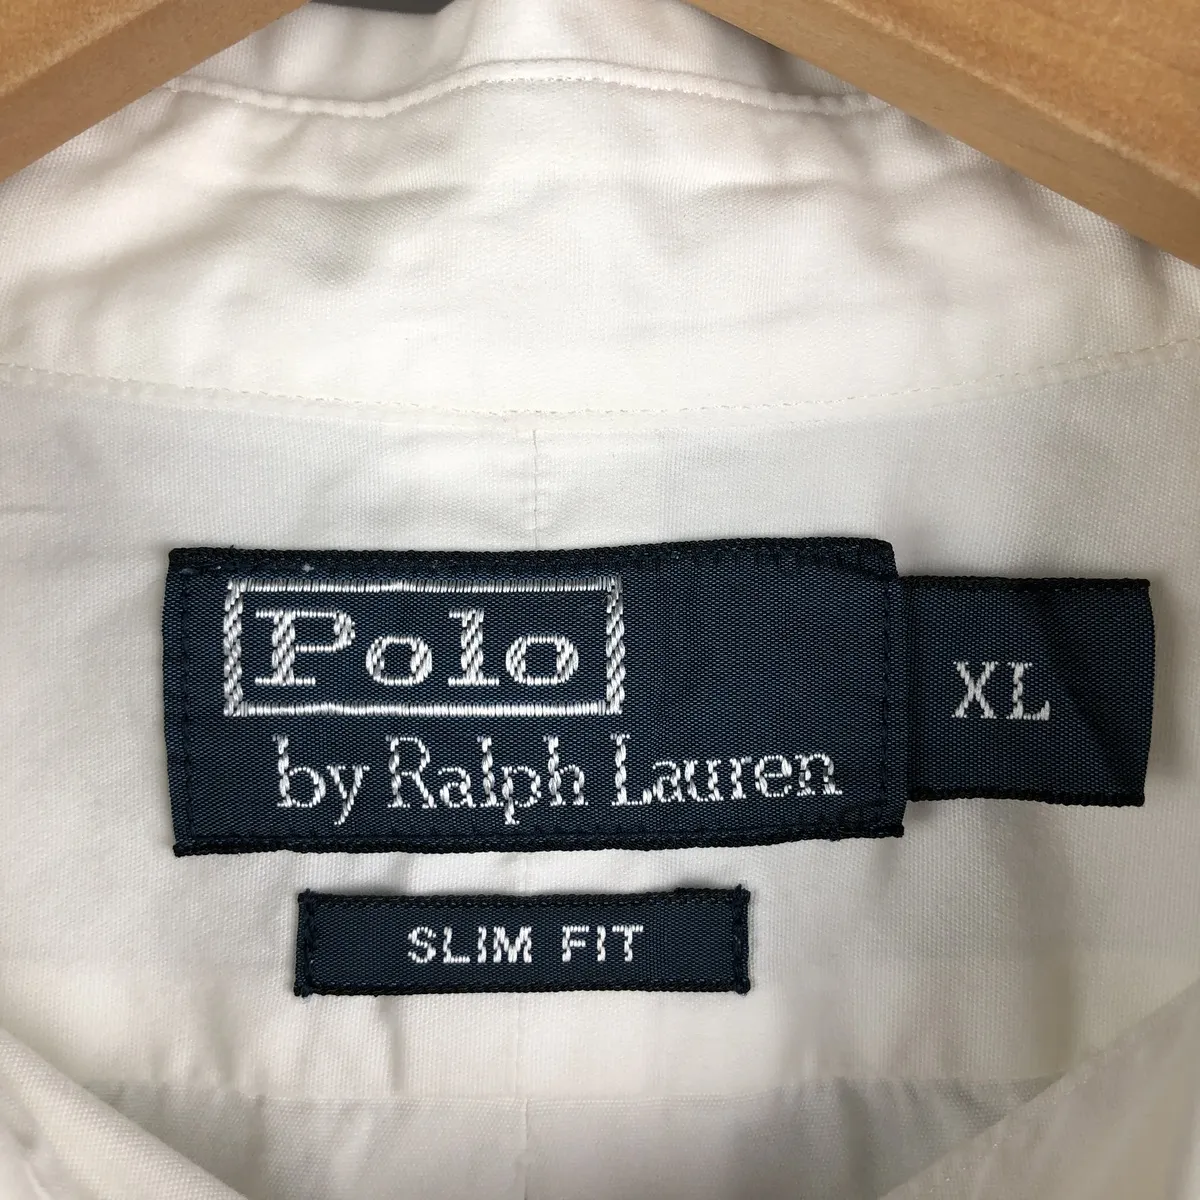 Polo
by Ralph Lauren
XL
SLIM FIT